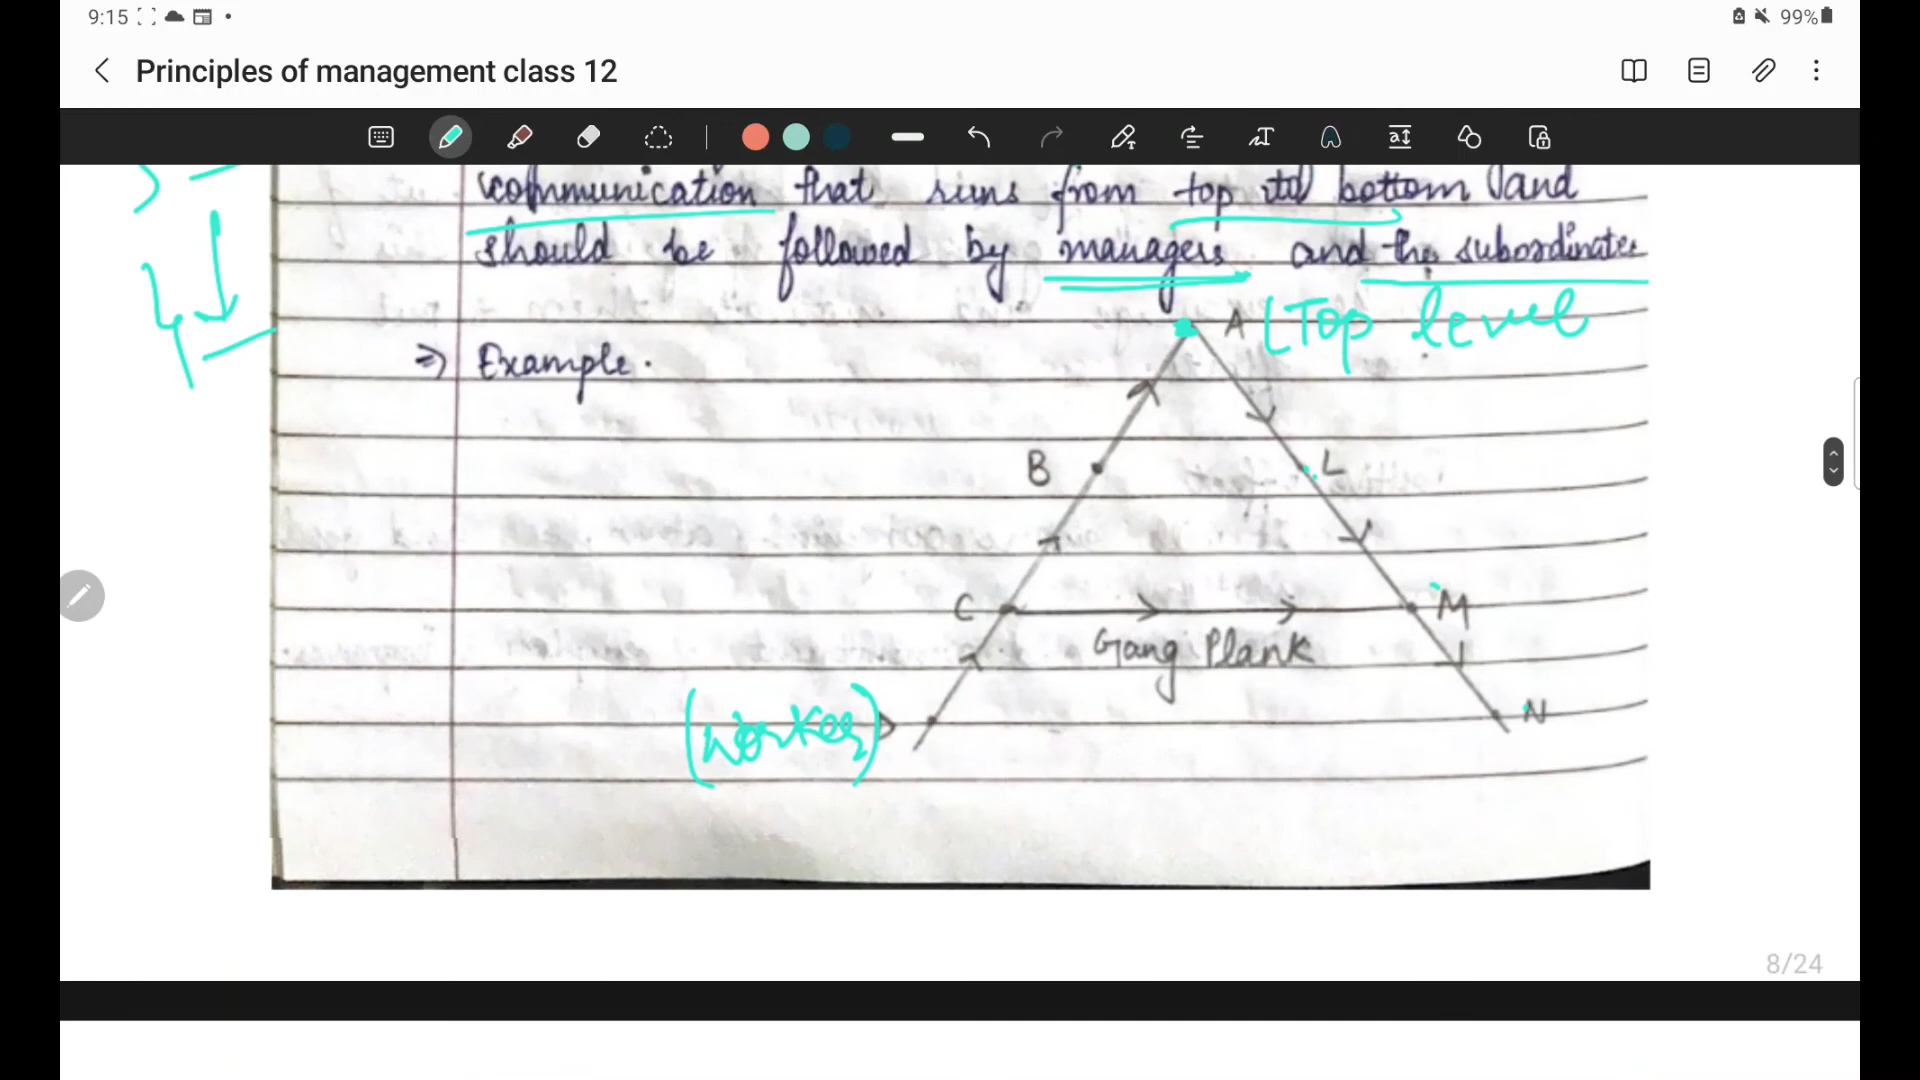 9:15
99%
Principles of management class 12
communication that runs from top to bottom and
should be followed by managers and the subordinates
A (Top level
⇒ Example.
B
L
C
M
Gang Plank
(Worker) D
N
8/24